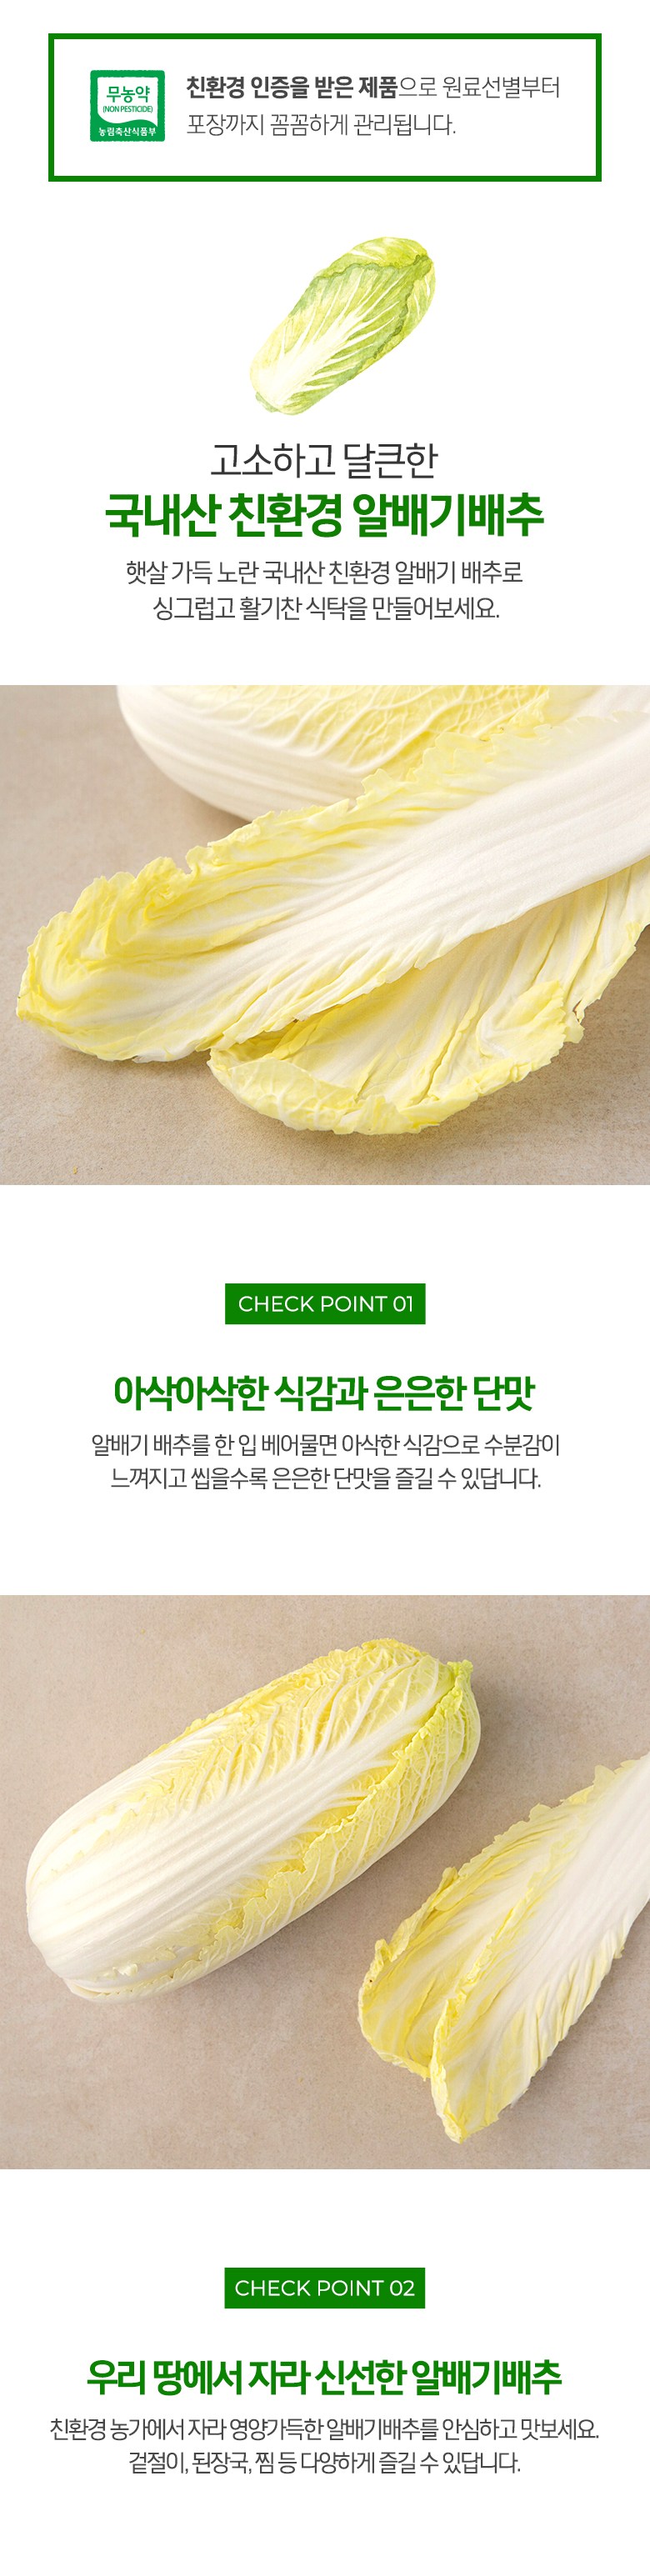 무농약
(NON PESTICIDE)
농림축산식품부
친환경 인증을 받은 제품으로 원료선별부터
포장까지 꼼꼼하게 관리됩니다.
고소하고 달큰한
국내산 친환경 알배기배추
햇살 가득 노란 국내산 친환경 알배기 배추로
싱그럽고 활기찬 식탁을 만들어보세요.
CHECK POINT 01
아삭아삭한 식감과 은은한 단맛
알배기 배추를 한 입 베어물면 아삭한 식감으로 수분감이
느껴지고 씹을수록 은은한 단맛을 즐길 수 있답니다.
CHECK POINT 02
우리 땅에서 자라 신선한 알배기배추
친환경 농가에서 자라 영양가득한 알배기배추를 안심하고 맛보세요.
겉절이, 된장국, 찜 등 다양하게 즐길 수 있답니다.